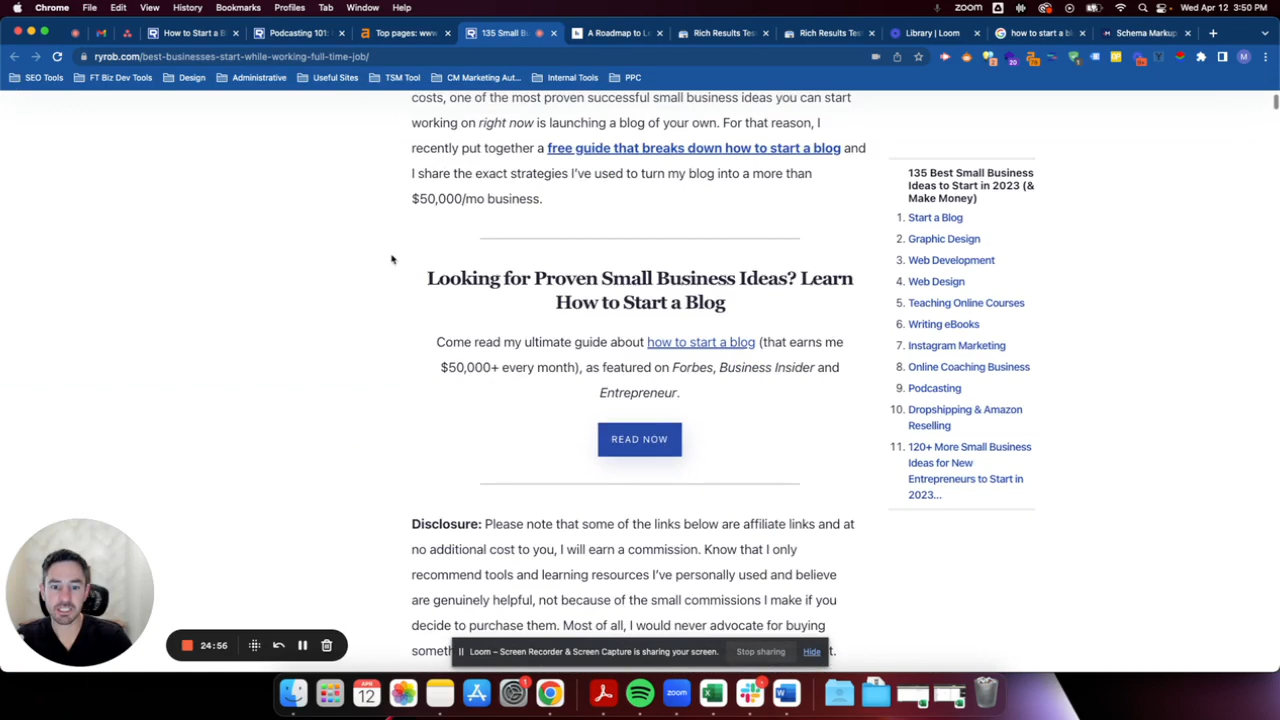 Chrome File Edit View History Bookmarks Profiles Tab Window Help
zoom Wed Apr 12 3:50 PM
How to Start a B
Podcasting 101:
Top pages: www
135 Small B
A Roadmap to L
Rich Results Tes
Rich Results Tes
Library | Loom
how to start a bl
Schema Markup
ryrob.com/best-businesses-start-while-working-full-time-job/
M
SEO Tools FT Biz Dev Tools Design Administrative Useful Sites TSM Tool CM Marketing Aut... Internal Tools PPC
costs, one of the most proven successful small business ideas you can start
working on right now is launching a blog of your own. For that reason, I
recently put together a free guide that breaks down how to start a blog and
I share the exact strategies I've used to turn my blog into a more than
$50,000/mo business.
Looking for Proven Small Business Ideas? Learn
How to Start a Blog
Come read my ultimate guide about how to start a blog (that earns me
$50,000+ every month), as featured on Forbes, Business Insider and
Entrepreneur.
READ NOW
Disclosure: Please note that some of the links below are affiliate links and at
no additional cost to you, I will earn a commission. Know that I only
recommend tools and learning resources I've personally used and believe
are genuinely helpful, not because of the small commissions I make if you
decide to purchase them. Most of all, I would never advocate for buying
135 Best Small Business
Ideas to Start in 2023 (&
Make Money)
1. Start a Blog
2. Graphic Design
3. Web Development
4. Web Design
5. Teaching Online Courses
6. Writing eBooks
7. Instagram Marketing
8. Online Coaching Business
9. Podcasting
10. Dropshipping & Amazon
Reselling
11. 120+ More Small Business
Ideas for New
Entrepreneurs to Start in
2023...
24:56
Loom – Screen Recorder & Screen Capture is sharing your screen. Stop sharing Hide
APR
12
zoom